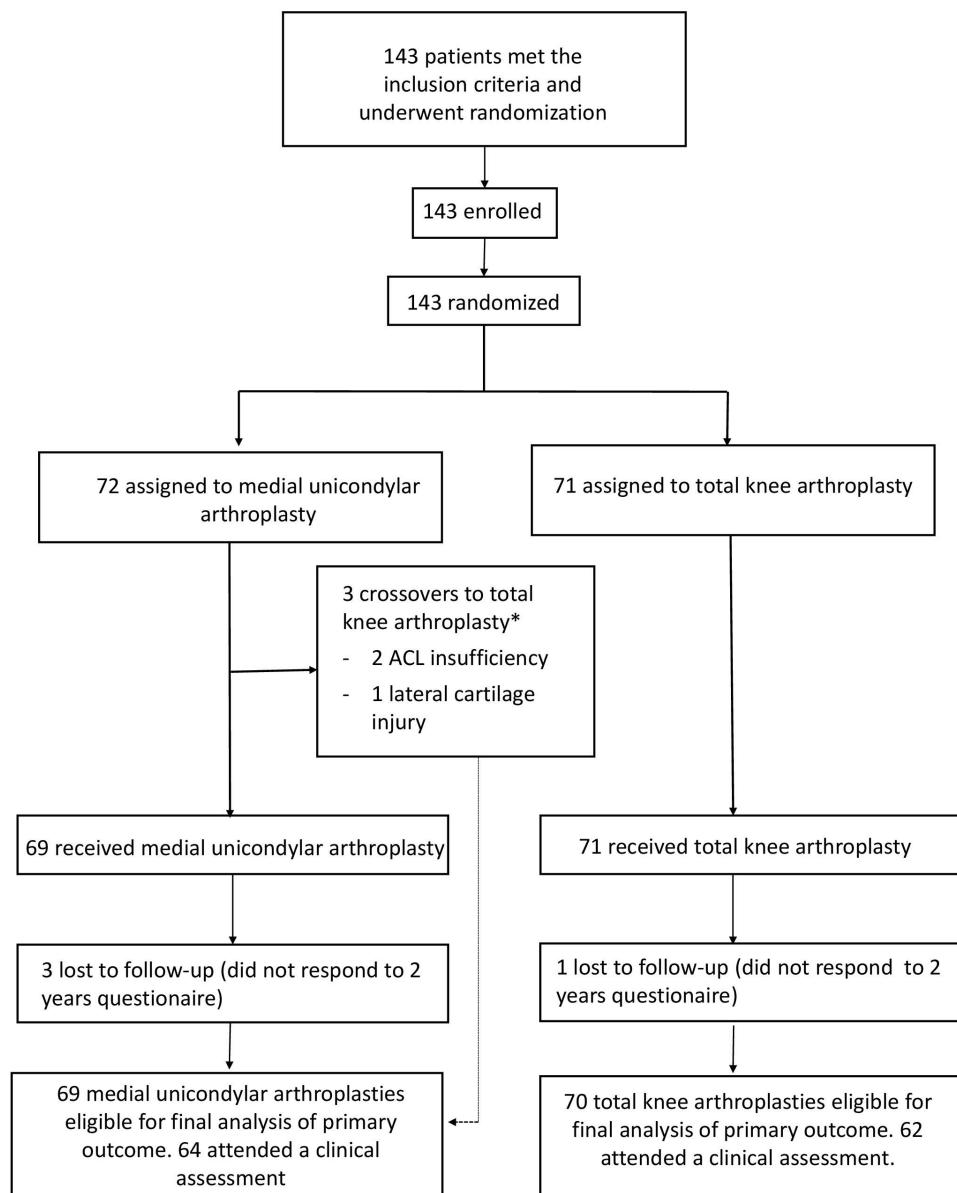 143 patients met the
inclusion criteria and
underwent randomization
143 enrolled
143 randomized
72 assigned to medial unicondylar
arthroplasty
71 assigned to total knee arthroplasty
3 crossovers to total
knee arthroplasty*
- 2 ACL insufficiency
- 1 lateral cartilage
injury
69 received medial unicondylar arthroplasty
71 received total knee arthroplasty
3 lost to follow-up (did not respond to 2
years questionaire)
1 lost to follow-up (did not respond to 2
years questionaire)
69 medial unicondylar arthroplasties
eligible for final analysis of primary
outcome. 64 attended a clinical
assessment
70 total knee arthroplasties eligible for
final analysis of primary outcome. 62
attended a clinical assessment.